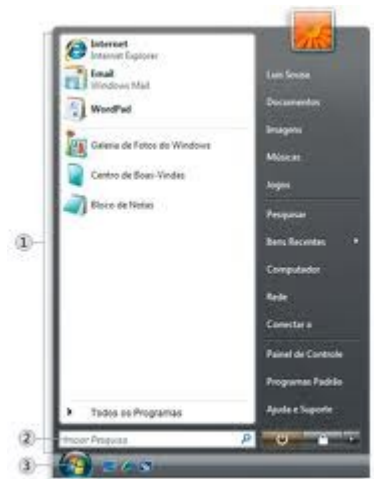 Internet
Internet Explorer
Email
Windows Mail
WordPad
Galeria de Fotos do Windows
Centro de Boas-Vindas
Bloco de Notas
Todos os Programas
Iniciar Pesquisa
Luis Sousa
Documentos
Imagens
Músicas
Jogos
Pesquisar
Itens Recentes
Computador
Rede
Conectar a
Painel de Controle
Programas Padrão
Ajuda e Suporte
1
2
3